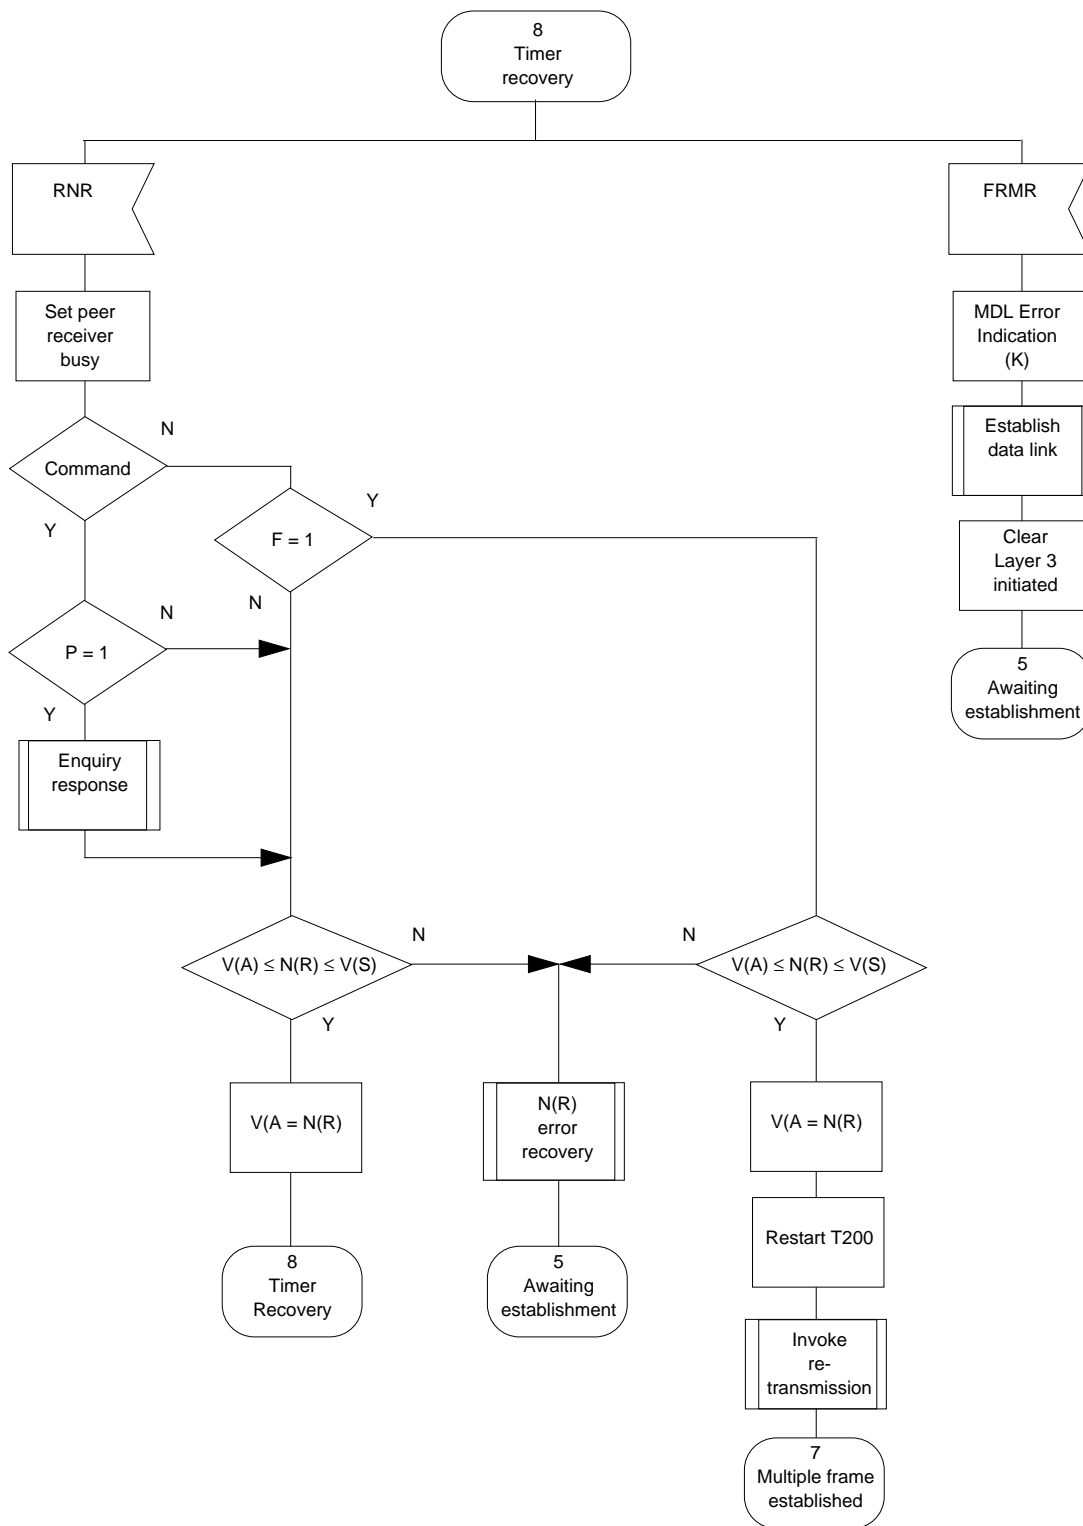 8
Timer
recovery
RNR
FRMR
Set peer
receiver
busy
MDL Error
Indication
(K)
N
Command
Y
Establish
data link
Y
F = 1
N
Clear
Layer 3
initiated
N
P = 1
Y
5
Awaiting
establishment
Enquiry
response
N
V(A) ≤ N(R) ≤ V(S)
Y
N
V(A) ≤ N(R) ≤ V(S)
Y
V(A = N(R)
N(R)
error
recovery
V(A = N(R)
Restart T200
8
Timer
Recovery
5
Awaiting
establishment
Invoke
re-
transmission
7
Multiple frame
established